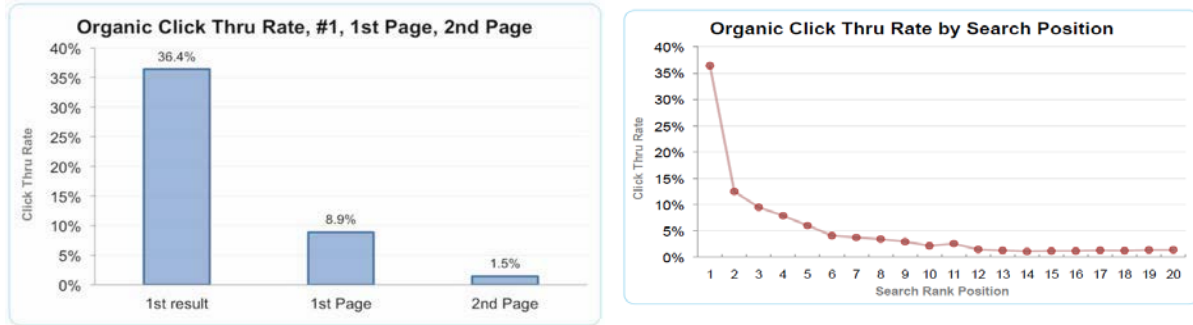 Organic Click Thru Rate, #1, 1st Page, 2nd Page
40%
35%
30%
25%
20%
15%
10%
5%
0%
Click Thru Rate
36.4%
8.9%
1.5%
1st result
1st Page
2nd Page
Organic Click Thru Rate by Search Position
40%
35%
30%
25%
20%
15%
10%
5%
0%
Click Thru Rate
1 2 3 4 5 6 7 8 9 10 11 12 13 14 15 16 17 18 19 20
Search Rank Position